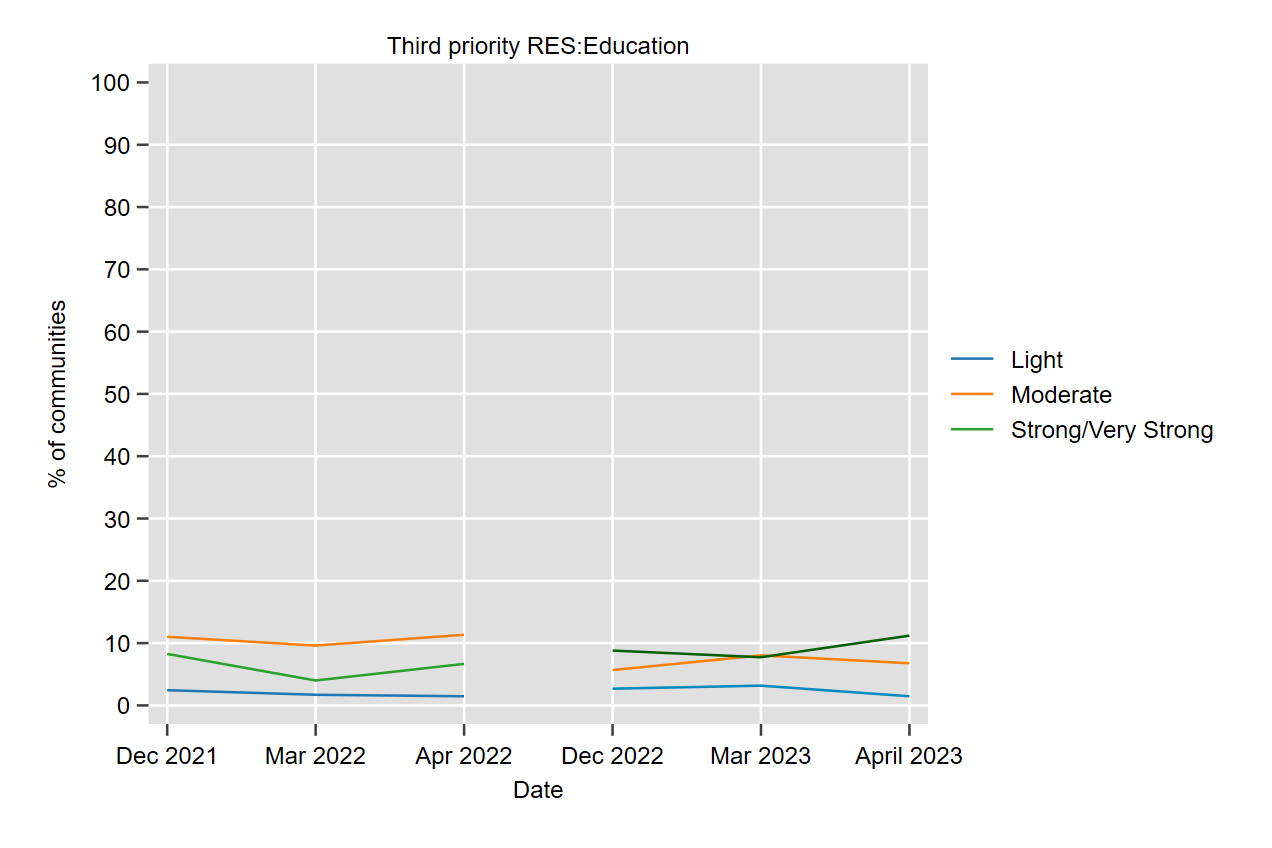 Third priority RES:Education
100
90
80
70
60
50
40
30
20
10
0
% of communities
Dec 2021 Mar 2022 Apr 2022 Dec 2022 Mar 2023 April 2023
Date
Light
Moderate
Strong/Very Strong